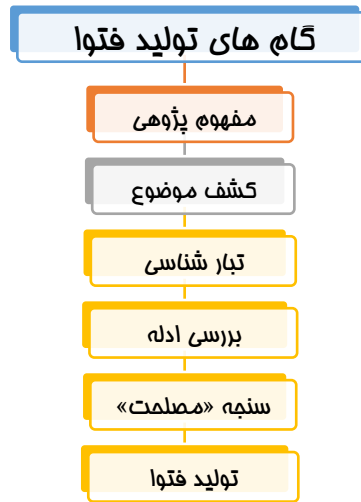 گام های تولید فتوا
مفهوم پژوهی
کشف موضوع
تبار شناسی
بررسی ادله
سنجه «مصلحت»
تولید فتوا